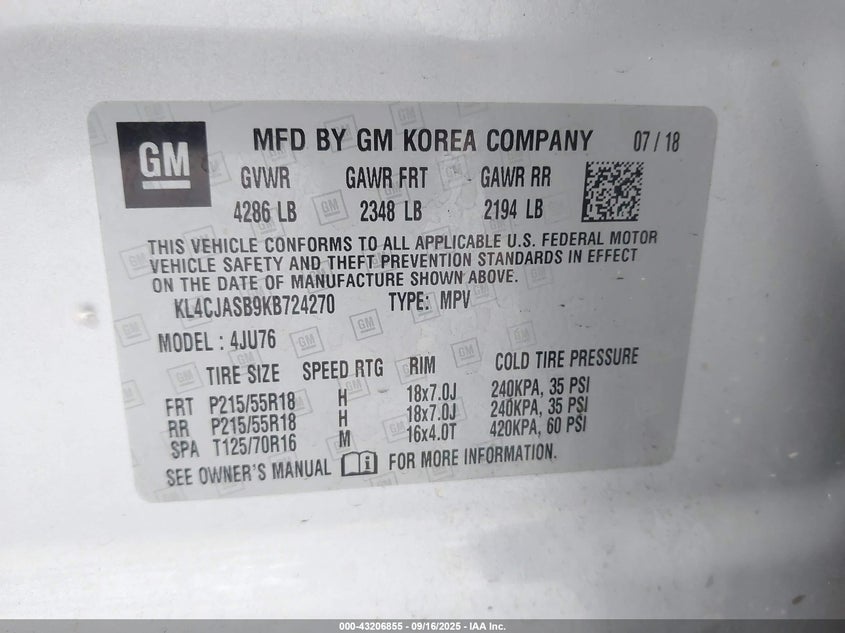 GM
MFD BY GM KOREA COMPANY 07 / 18
GVWR GAWR FRT GAWR RR
4286 LB 2348 LB 2194 LB
THIS VEHICLE CONFORMS TO ALL APPLICABLE U.S. FEDERAL MOTOR
VEHICLE SAFETY AND THEFT PREVENTION STANDARDS IN EFFECT
ON THE DATE OF MANUFACTURE SHOWN ABOVE.
KL4CJASB9KB724270 TYPE: MPV
MODEL : 4JU76
TIRE SIZE SPEED RTG RIM COLD TIRE PRESSURE
FRT P215/55R18 H 18x7.0J 240KPA, 35 PSI
RR P215/55R18 H 18x7.0J 240KPA, 35 PSI
SPA T125/70R16 M 16x4.0T 420KPA, 60 PSI
SEE OWNER'S MANUAL FOR MORE INFORMATION.
000-43206855 - 09/16/2025 - IAA Inc.